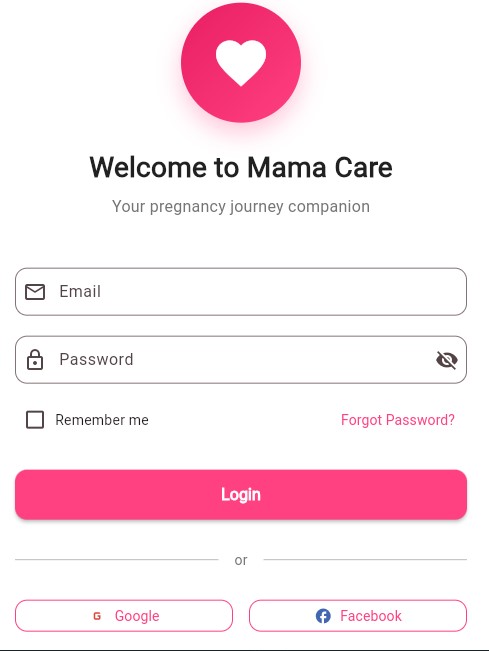 Welcome to Mama Care
Your pregnancy journey companion
Email
Password
Remember me Forgot Password?
Login
or
G Google Facebook